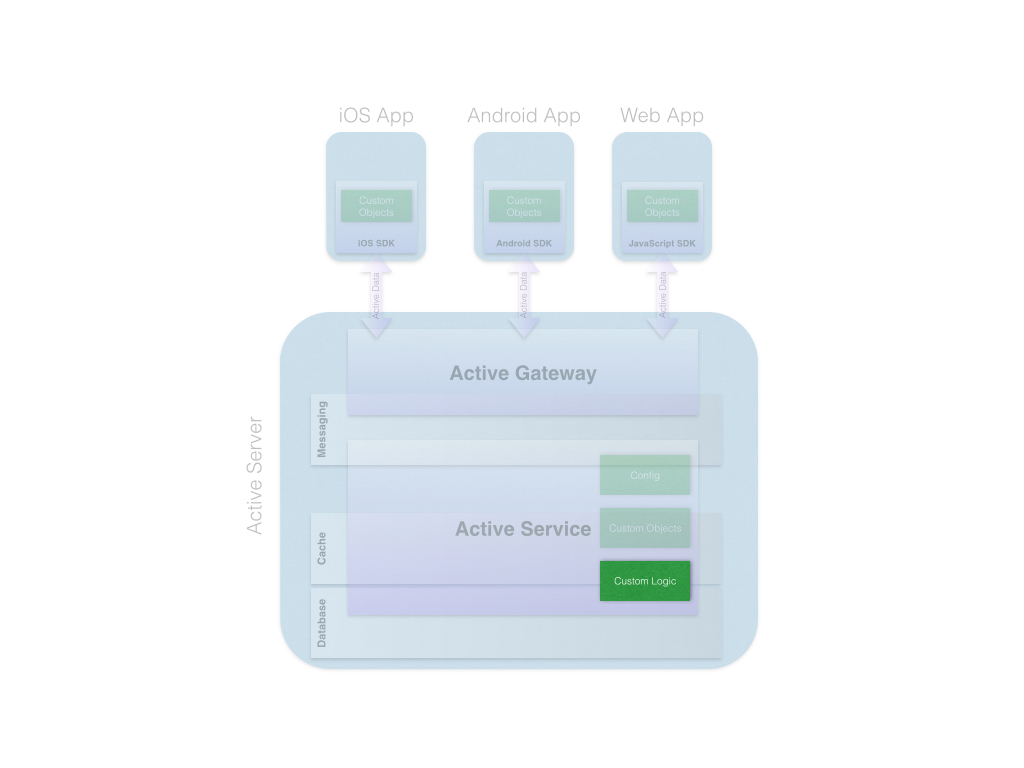 iOS App
Android App
Web App
Custom
Objects
Custom
Objects
Custom
Objects
iOS SDK
Android SDK
JavaScript SDK
Active Data
Active Data
Active Data
Active Gateway
Messaging
Active Server
Config
Active Service
Custom Objects
Cache
Custom Logic
Database